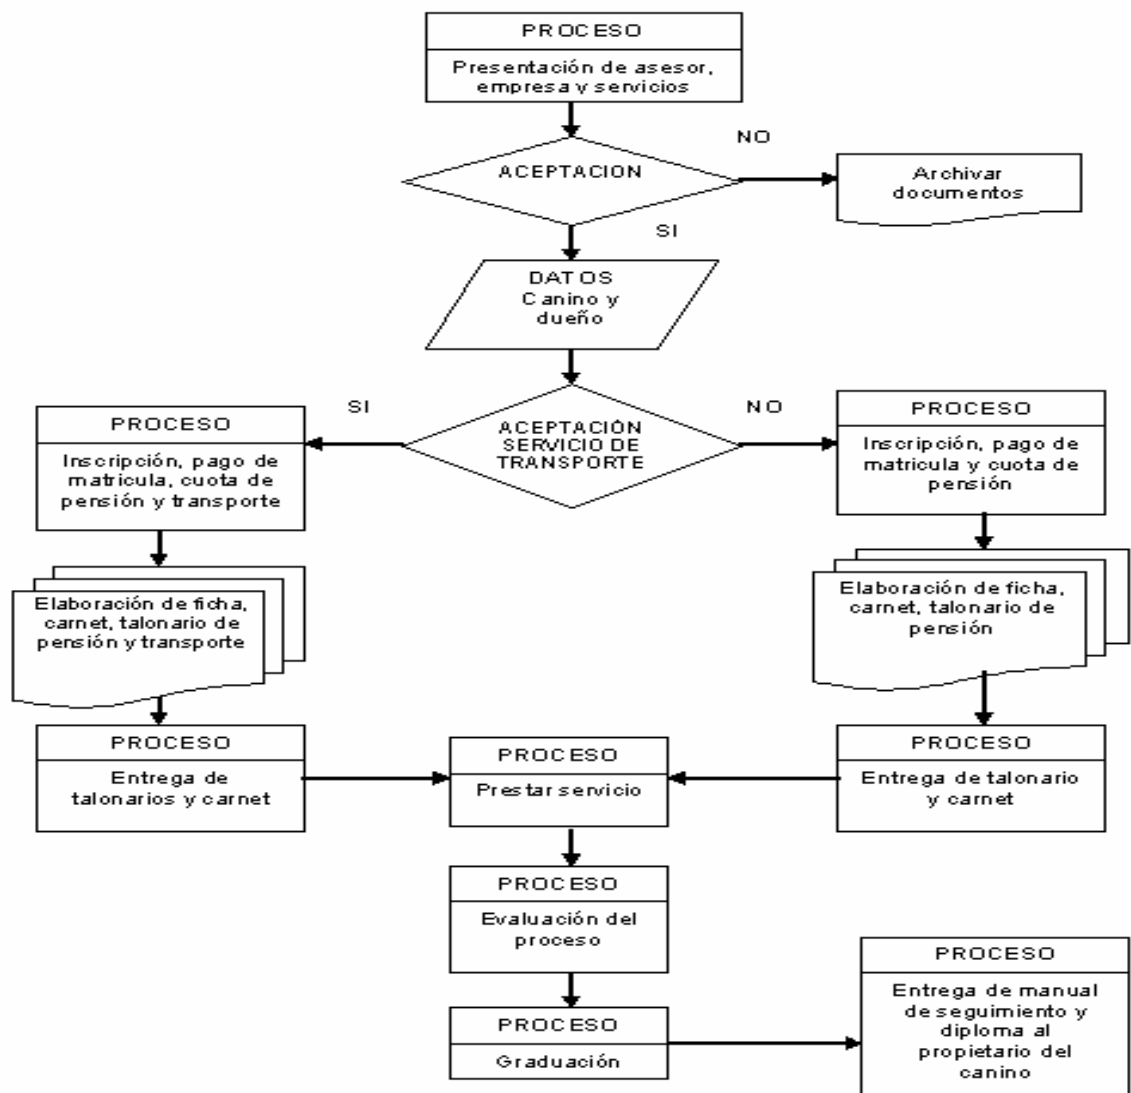 PROCESO
Presentación de asesor,
empresa y servicios
NO
ACEPTACION
Archivar
documentos
SI
DATOS
Canino y
dueño
SI
NO
PROCESO
Inscripción, pago de
matricula, cuota de
pensión y transporte
ACEPTACIÓN
SERVICIO DE
TRANSPORTE
PROCESO
Inscripción, pago de
matricula y cuota de
pensión
Elaboración de ficha,
carnet, talonario de
pensión y transporte
Elaboración de ficha,
carnet, talonario de
pensión
PROCESO
Entrega de
talonarios y carnet
PROCESO
Prestar servicio
PROCESO
Entrega de talonario
y carnet
PROCESO
Evaluación del
proceso
PROCESO
Graduación
PROCESO
Entrega de manual
de seguimiento y
diploma al
propietario del
canino